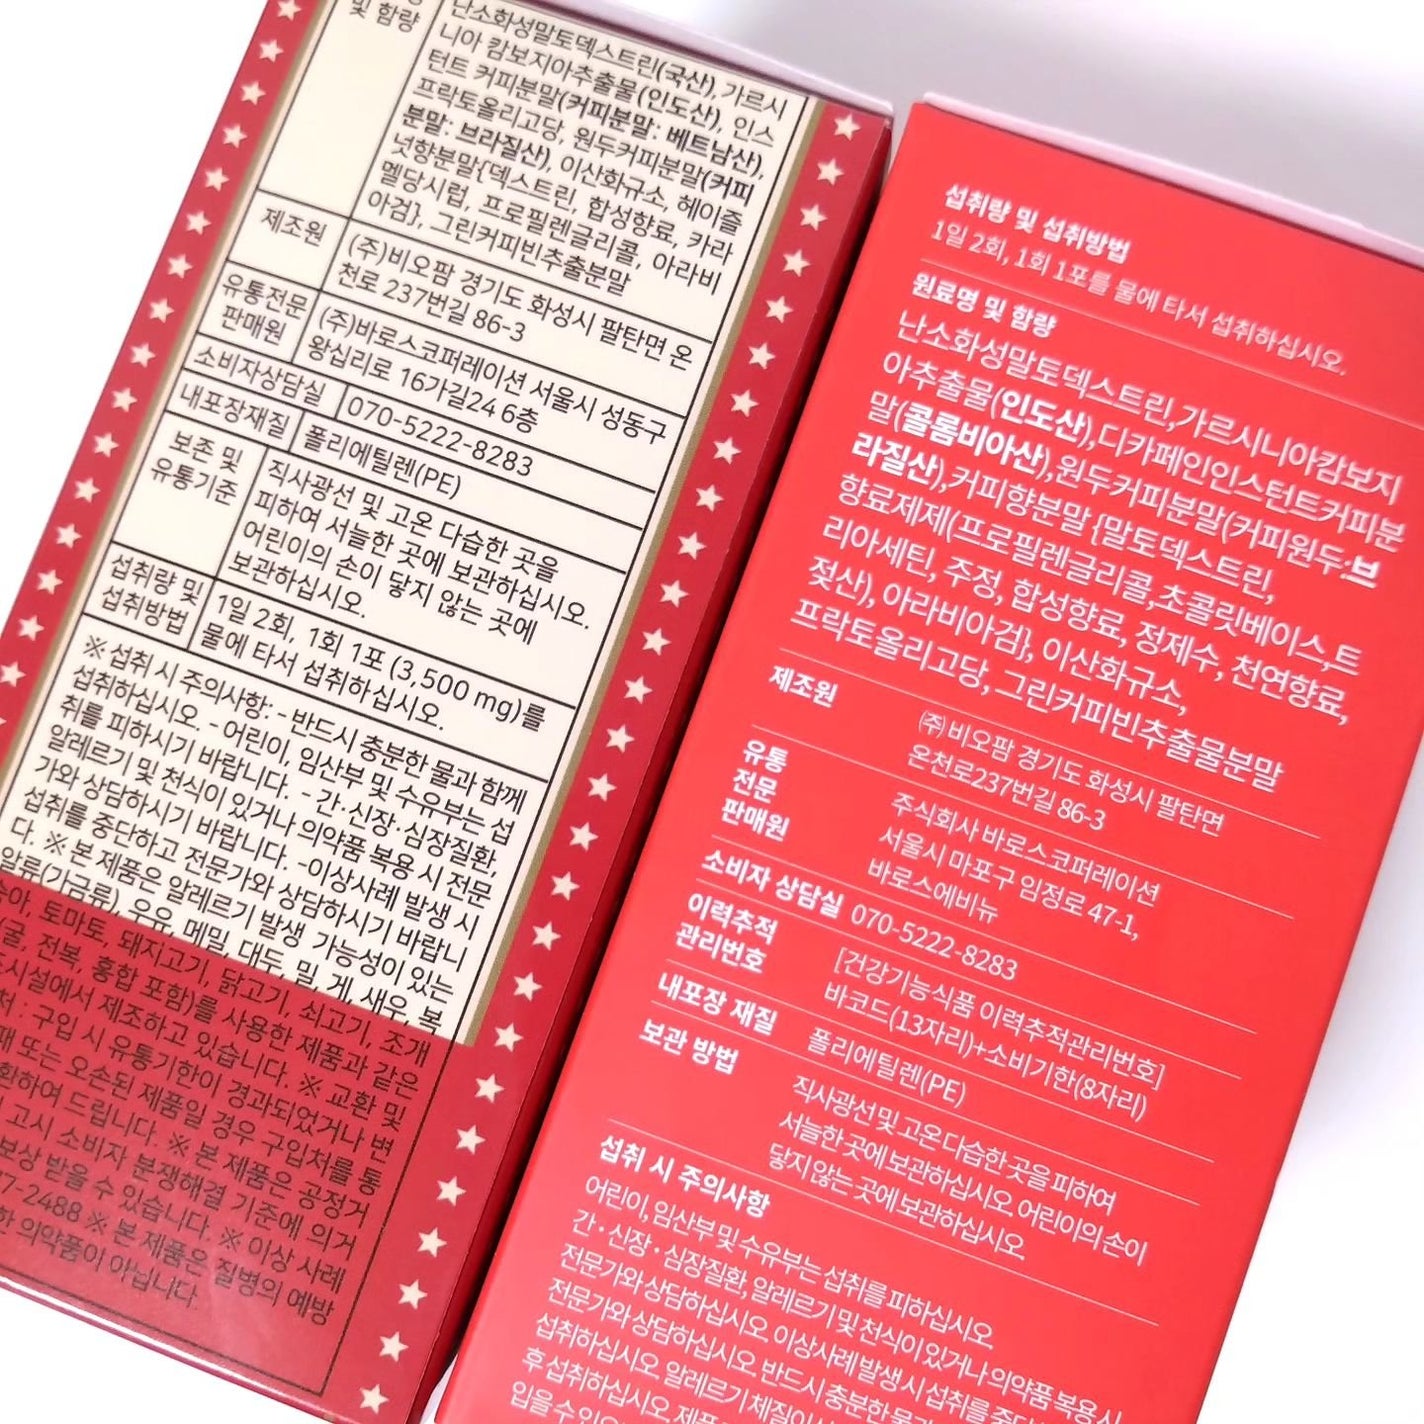 및 함량
난소화성말토덱스트린(국산), 가르시
니아 캄보지아추출물(인도산), 인스
턴트 커피분말(커피분말: 베트남산),
프락토올리고당, 원두커피분말(커피
분말: 브라질산), 이산화규소, 헤이즐
넛향분말{덱스트린, 합성향료, 카라
멜당시럽, 프로필렌글리콜, 아라비
아검}, 그린커피빈추출분말
제조원
(주)비오팜 경기도 화성시 팔탄면 온
천로 237번길 86-3
유통전문
판매원
(주)바로스코퍼레이션 서울시 성동구
왕십리로 16가길24 6층
소비자상담실
070-5222-8283
내포장재질
폴리에틸렌(PE)
보존 및
유통기준
직사광선 및 고온 다습한 곳을
피하여 서늘한 곳에 보관하십시오.
어린이의 손이 닿지 않는 곳에
보관하십시오.
섭취량 및
섭취방법
1일 2회, 1회 1포 (3,500 mg)를
물에 타서 섭취하십시오.
※ 섭취 시 주의사항: - 반드시 충분한 물과 함께
섭취하십시오. - 어린이, 임산부 및 수유부는 섭
취를 피하시기 바랍니다. - 간·신장·심장질환,
알레르기 및 천식이 있거나 의약품 복용 시 전문
가와 상담하시기 바랍니다. -이상사례 발생 시
섭취를 중단하고 전문가와 상담하시기 바랍니
다. ※ 본 제품은 알레르기 발생 가능성이 있는
알류(가금류), 우유, 메밀, 대두, 밀, 게, 새우, 복
숭아, 토마토, 돼지고기, 닭고기, 쇠고기, 조개
(굴, 전복, 홍합 포함)를 사용한 제품과 같은
조시설에서 제조하고 있습니다. ※ 교환 및
처 : 구입 시 유통기한이 경과되었거나 변
패 또는 오손된 제품일 경우 구입처를 통
환하여 드립니다. ※ 본 제품은 공정거
고시 소비자 분쟁해결 기준에 의거
보상 받을 수 있습니다. ※ 이상 사례
77-2488 ※ 본 제품은 질병의 예방
한 의약품이 아닙니다.
섭취량 및 섭취방법
1일 2회, 1회 1포를 물에 타서 섭취하십시오.
원료명 및 함량
난소화성말토덱스트린,가르시니아캄보지
아추출물(인도산),디카페인인스턴트커피분
말(콜롬비아산),원두커피분말(커피원두:브
라질산),커피향분말 {말토덱스트린,
향료제제(프로필렌글리콜,초콜릿베이스,트
리아세틴, 주정, 합성향료, 정제수, 천연향료,
젖산), 아라비아검}, 이산화규소,
프락토올리고당, 그린커피빈추출물분말
제조원
㈜비오팜 경기도 화성시 팔탄면
온천로237번길 86-3
유통
전문
판매원
주식회사 바로스코퍼레이션
서울시 마포구 임정로 47-1,
바로스에비뉴
소비자 상담실 070-5222-8283
이력추적
관리번호
[건강기능식품 이력추적관리번호]
바코드(13자리)+소비기한(8자리)
내포장 재질
폴리에틸렌(PE)
보관 방법
직사광선 및 고온 다습한 곳을 피하여
서늘한 곳에 보관하십시오. 어린이의 손이
닿지 않는 곳에 보관하십시오.
섭취 시 주의사항
어린이, 임산부 및 수유부는 섭취를 피하십시오.
간·신장·심장질환, 알레르기 및 천식이 있거나 의약품 복용 시
전문가와 상담하십시오. 이상사례 발생 시 섭취를 중단
전문가와 상담하십시오. 반드시 충분한 물과
섭취하십시오. 알레르기 체질이
후 섭취하십시오. 제품
입을 수 있으